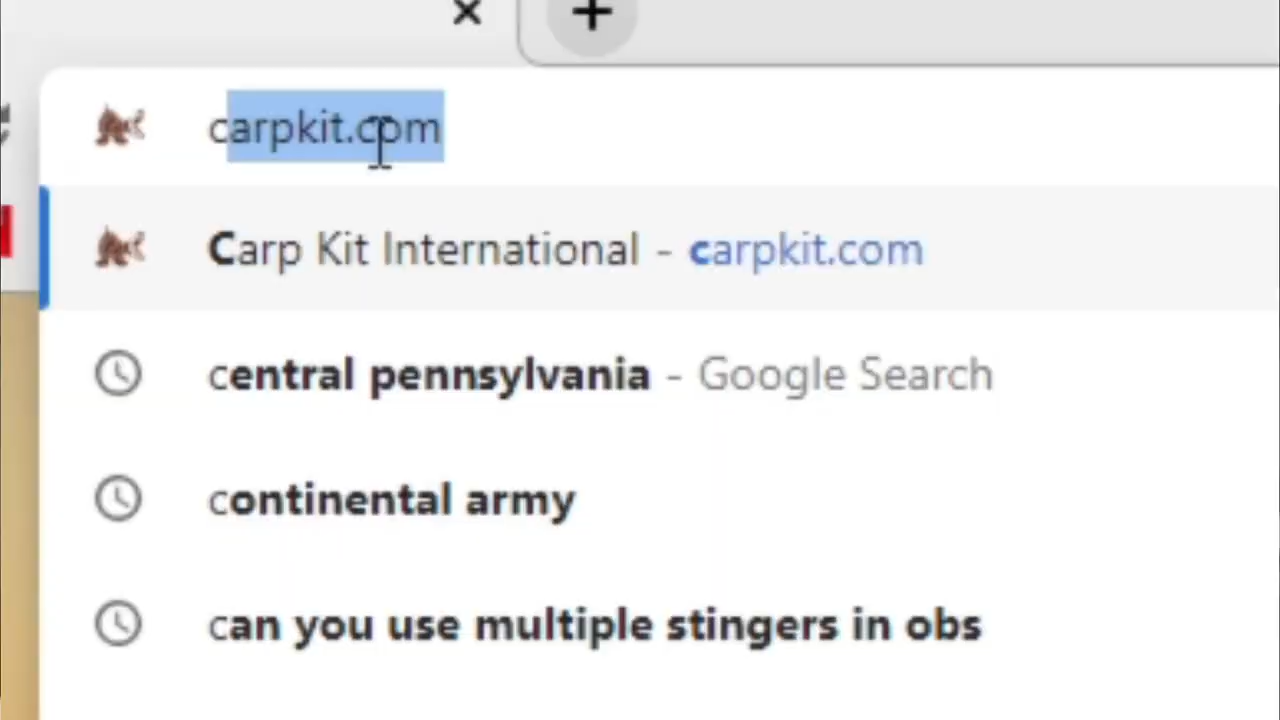 carpkit.com
Carp Kit International - carpkit.com
central pennsylvania - Google Search
continental army
can you use multiple stingers in obs